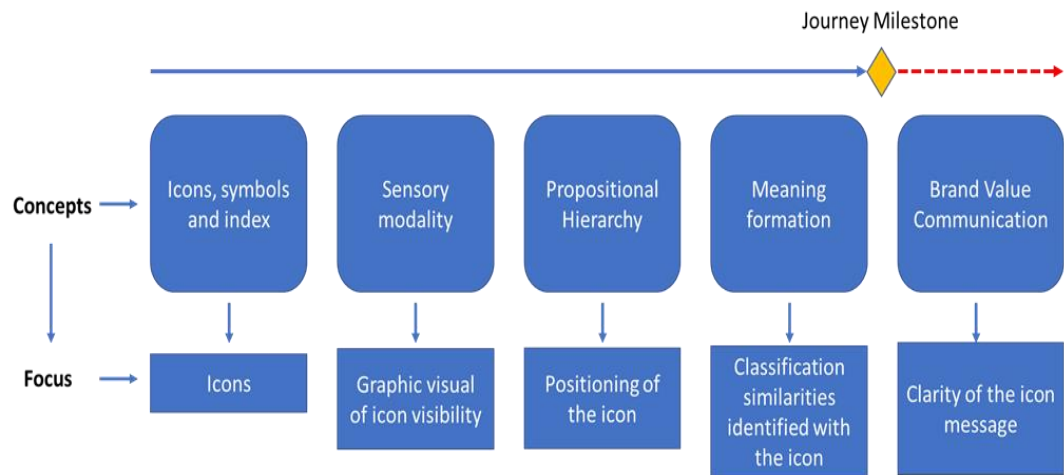 Journey Milestone
Concepts
Icons, symbols
and index
Sensory
modality
Propositional
Hierarchy
Meaning
formation
Brand Value
Communication
Focus
Icons
Graphic visual
of icon visibility
Positioning of
the icon
Classification
similarities
identified with
the icon
Clarity of the icon
message